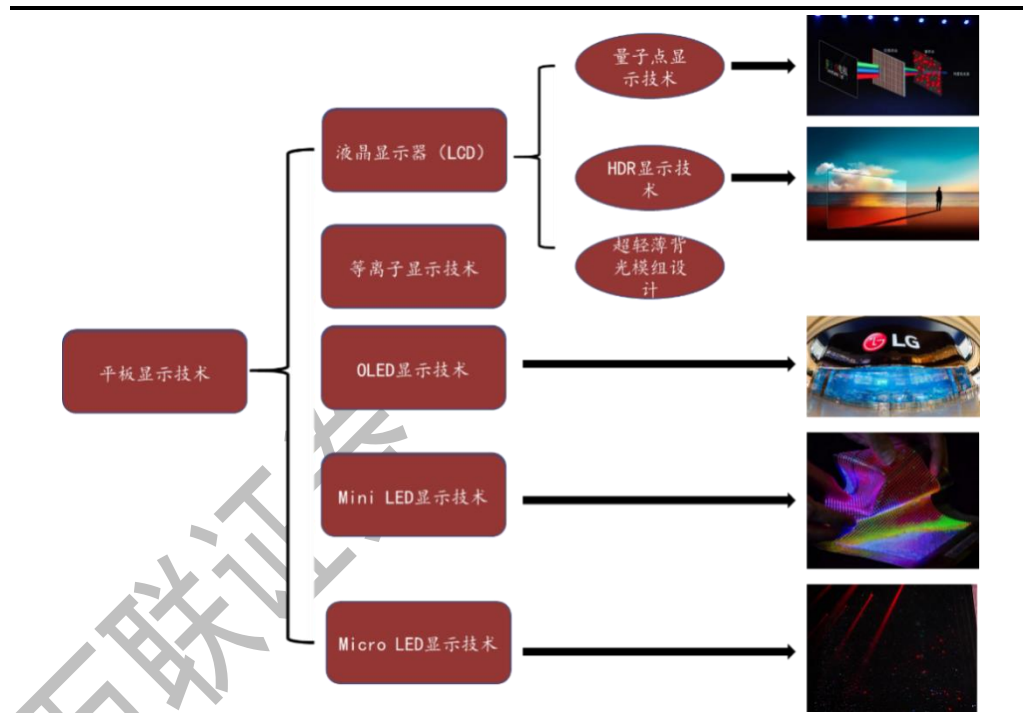 量子点显
示技术
液晶显示器（LCD）
HDR显示技
术
等离子显示技术
超轻薄背
光模组设
计
LG
平板显示技术
OLED显示技术
Mini LED显示技术
Micro LED显示技术
联证券